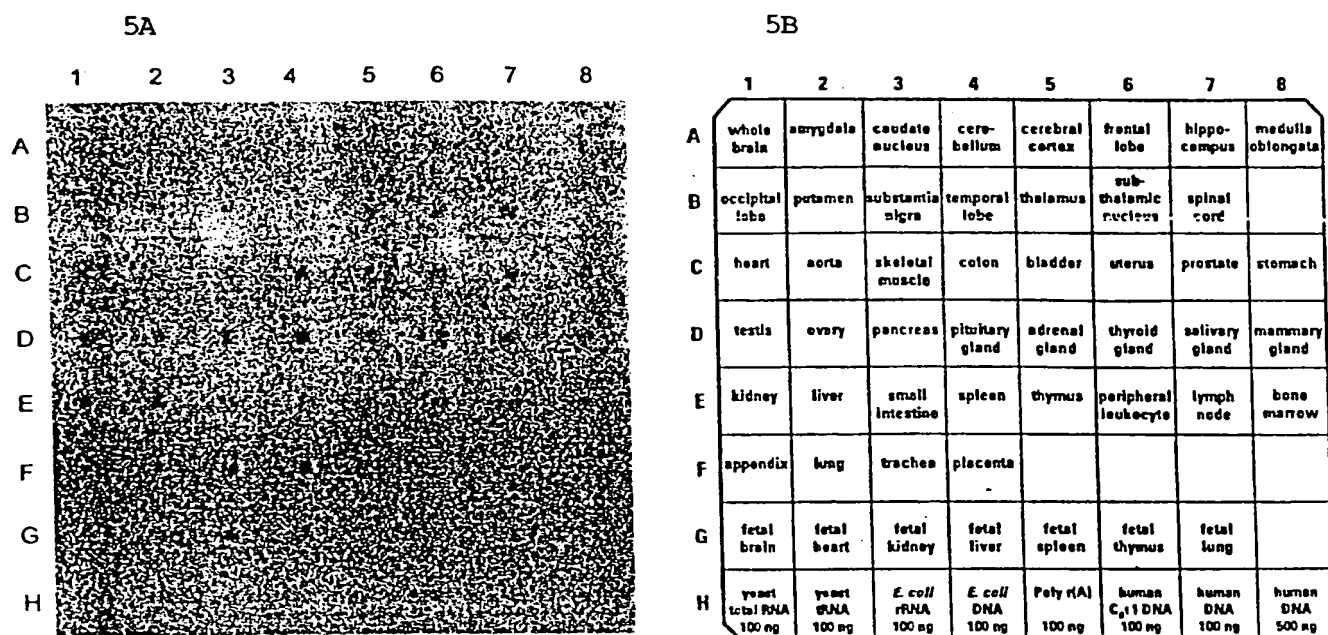 5A
5B
1 2 3 4 5 6 7 8
A
B
C
D
E
F
G
H
1 2 3 4 5 6 7 8
A
whole
brain
amygdala
caudate
nucleus
cere-
bellum
cerebral
cortex
frontal
lobe
hippo-
campus
medulla
oblongata
B
occipital
lobe
putamen
substantia
nigra
temporal
lobe
thalamus
sub-
thalamic
nucleus
spinal
cord
C
heart
aorta
skeletal
muscle
colon
bladder
uterus
prostate
stomach
D
testis
ovary
pancreas
pituitary
gland
adrenal
gland
thyroid
gland
salivary
gland
mammary
gland
E
kidney
liver
small
intestine
spleen
thymus
peripheral
leukocyte
lymph
node
bone
marrow
F
appendix
lung
trachea
placenta
G
fetal
brain
fetal
heart
fetal
kidney
fetal
liver
fetal
spleen
fetal
thymus
fetal
lung
H
yeast
total RNA
100 ng
yeast
tRNA
100 ng
E. coli
rRNA
100 ng
E. coli
DNA
100 ng
Poly r(A)
100 ng
human
C₀t1 DNA
100 ng
human
DNA
100 ng
human
DNA
500 ng